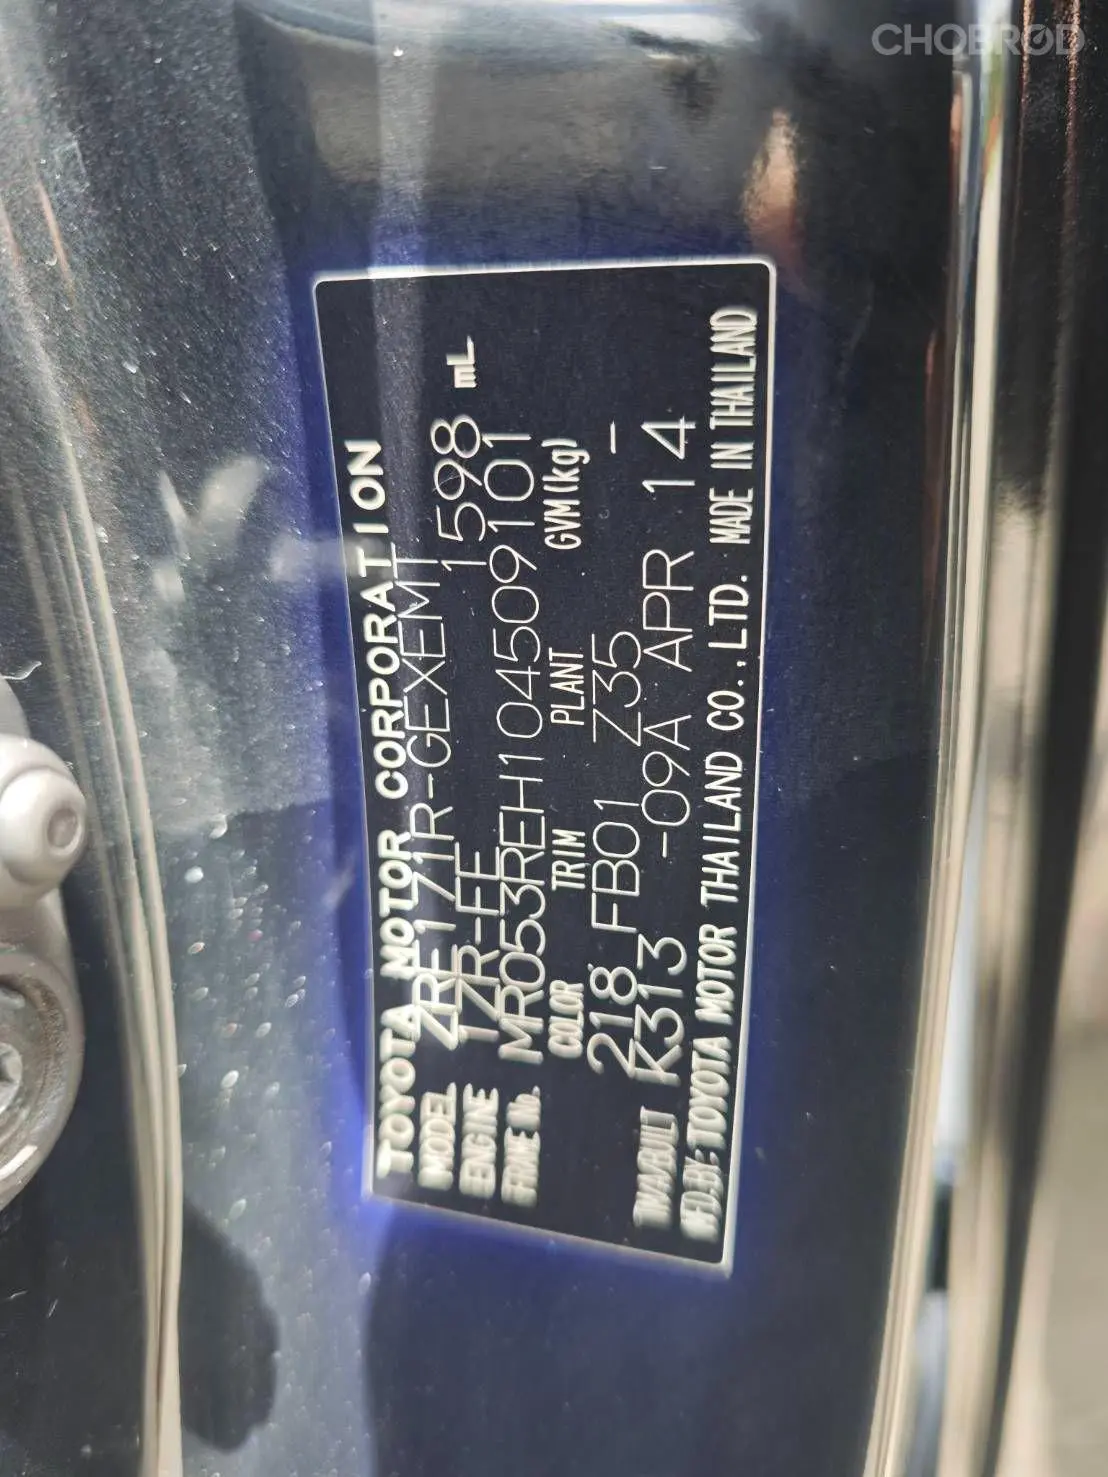 CHOBROD
TOYOTA MOTOR CORPORATION
MODEL ZRE171R-GEXEMT
ENGINE 1ZR-FE 1598 mL
FRAME No. MR053REH104509101
COLOR TRIM PLANT GVM(kg)
218 FB01 Z35 -
T/M/BUILT K313 -09A APR 14
MFD.BY:TOYOTA MOTOR THAILAND CO.,LTD. MADE IN THAILAND